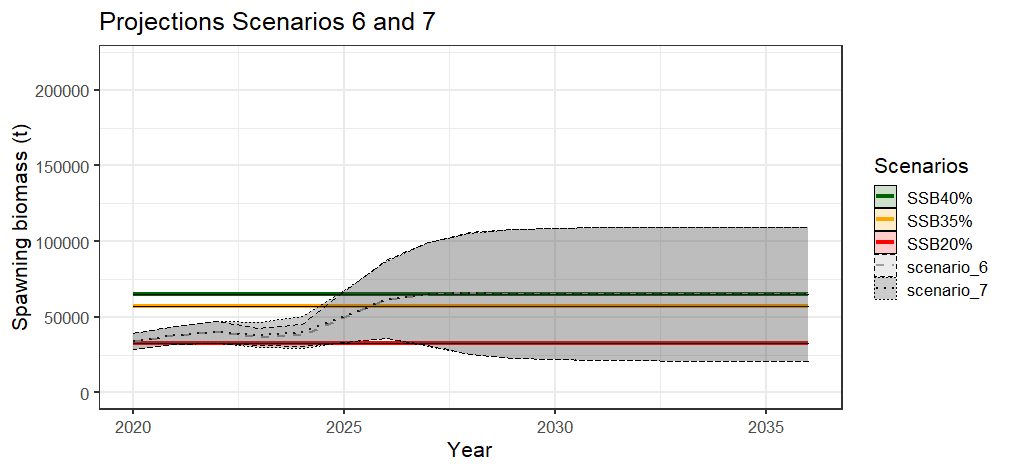 Projections Scenarios 6 and 7
Spawning biomass (t)
200000
150000
100000
50000
0
2020
2025
2030
2035
Year
Scenarios
SSB40%
SSB35%
SSB20%
scenario_6
scenario_7